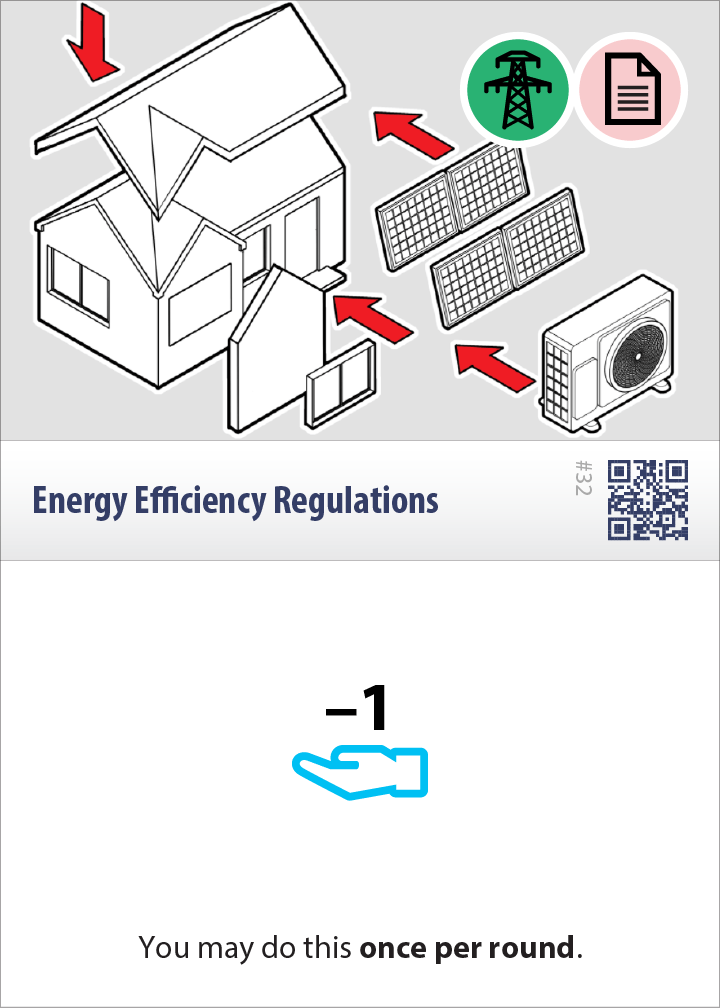 #32
Energy Efficiency Regulations
–1
You may do this once per round.